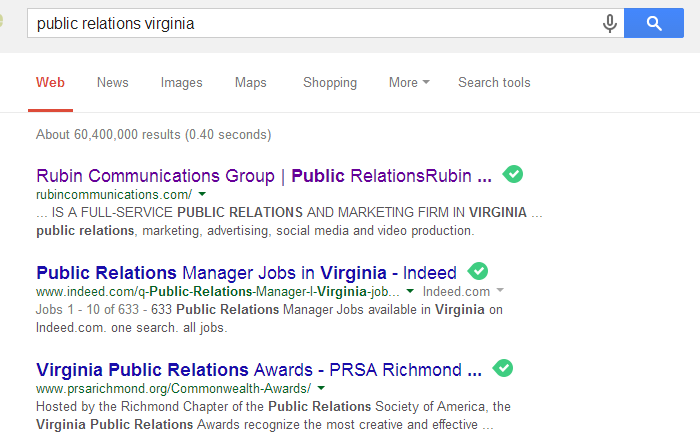 public relations virginia
Web News Images Maps Shopping More Search tools
About 60,400,000 results (0.40 seconds)
Rubin Communications Group | Public RelationsRubin ...
rubincommunications.com/
... IS A FULL-SERVICE PUBLIC RELATIONS AND MARKETING FIRM IN VIRGINIA ...
public relations, marketing, advertising, social media and video production.
Public Relations Manager Jobs in Virginia - Indeed
www.indeed.com/q-Public-Relations-Manager-l-Virginia-job... Indeed.com
Jobs 1 - 10 of 633 - 633 Public Relations Manager Jobs available in Virginia on
Indeed.com. one search. all jobs.
Virginia Public Relations Awards - PRSA Richmond ...
www.prsarichmond.org/Commonwealth-Awards/
Hosted by the Richmond Chapter of the Public Relations Society of America, the
Virginia Public Relations Awards recognize the most creative and effective ...